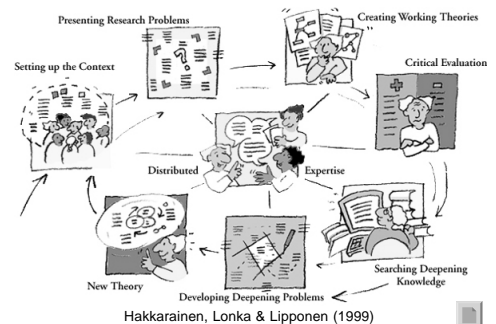 Presenting Research Problems
Creating Working Theories
Setting up the Context
Critical Evaluation
?
+ -
Distributed
Expertise
Searching Deepening
Knowledge
New Theory
Developing Deepening Problems
Hakkarainen, Lonka & Lipponen (1999)